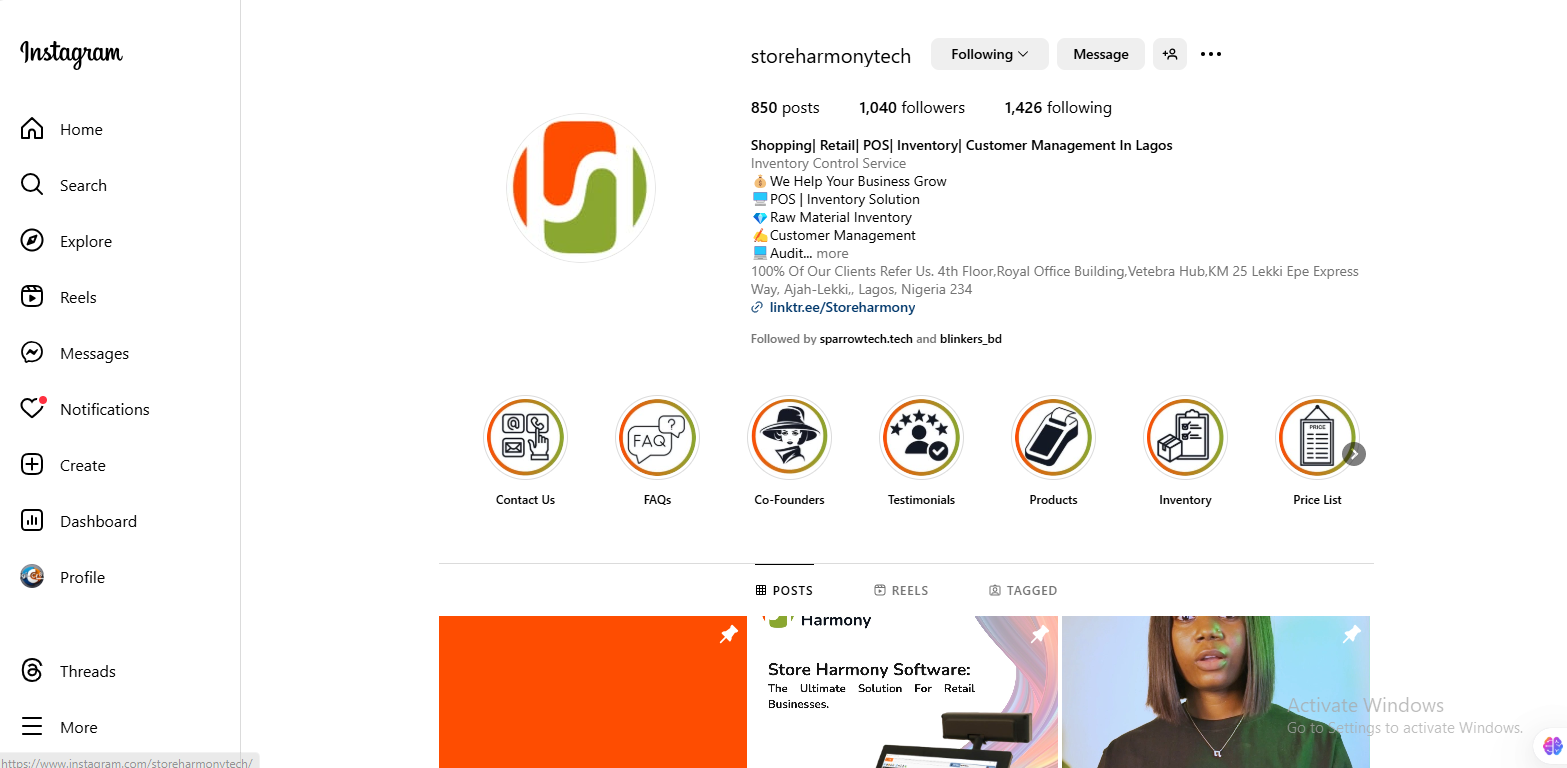 Instagram
Home
Search
Explore
Reels
Messages
Notifications
Create
Dashboard
Profile
Threads
More
storeharmonytech
Following
Message
850 posts
1,040 followers
1,426 following
Shopping| Retail| POS| Inventory| Customer Management In Lagos
Inventory Control Service
💰We Help Your Business Grow
🖥️POS | Inventory Solution
💎Raw Material Inventory
✍️Customer Management
🖥️Audit... more
100% Of Our Clients Refer Us. 4th Floor,Royal Office Building,Vetebra Hub,KM 25 Lekki Epe Express
Way, Ajah-Lekki,, Lagos, Nigeria 234
linktr.ee/Storeharmony
Followed by sparrowtech.tech and blinkers_bd
FAQ
PRICE
Contact Us
FAQs
Co-Founders
Testimonials
Products
Inventory
Price List
POSTS
REELS
TAGGED
Harmony
Store Harmony Software:
The Ultimate Solution For Retail
Businesses.
Activate Windows
Go to Settings to activate Windows.
https://www.instagram.com/storeharmonytech/